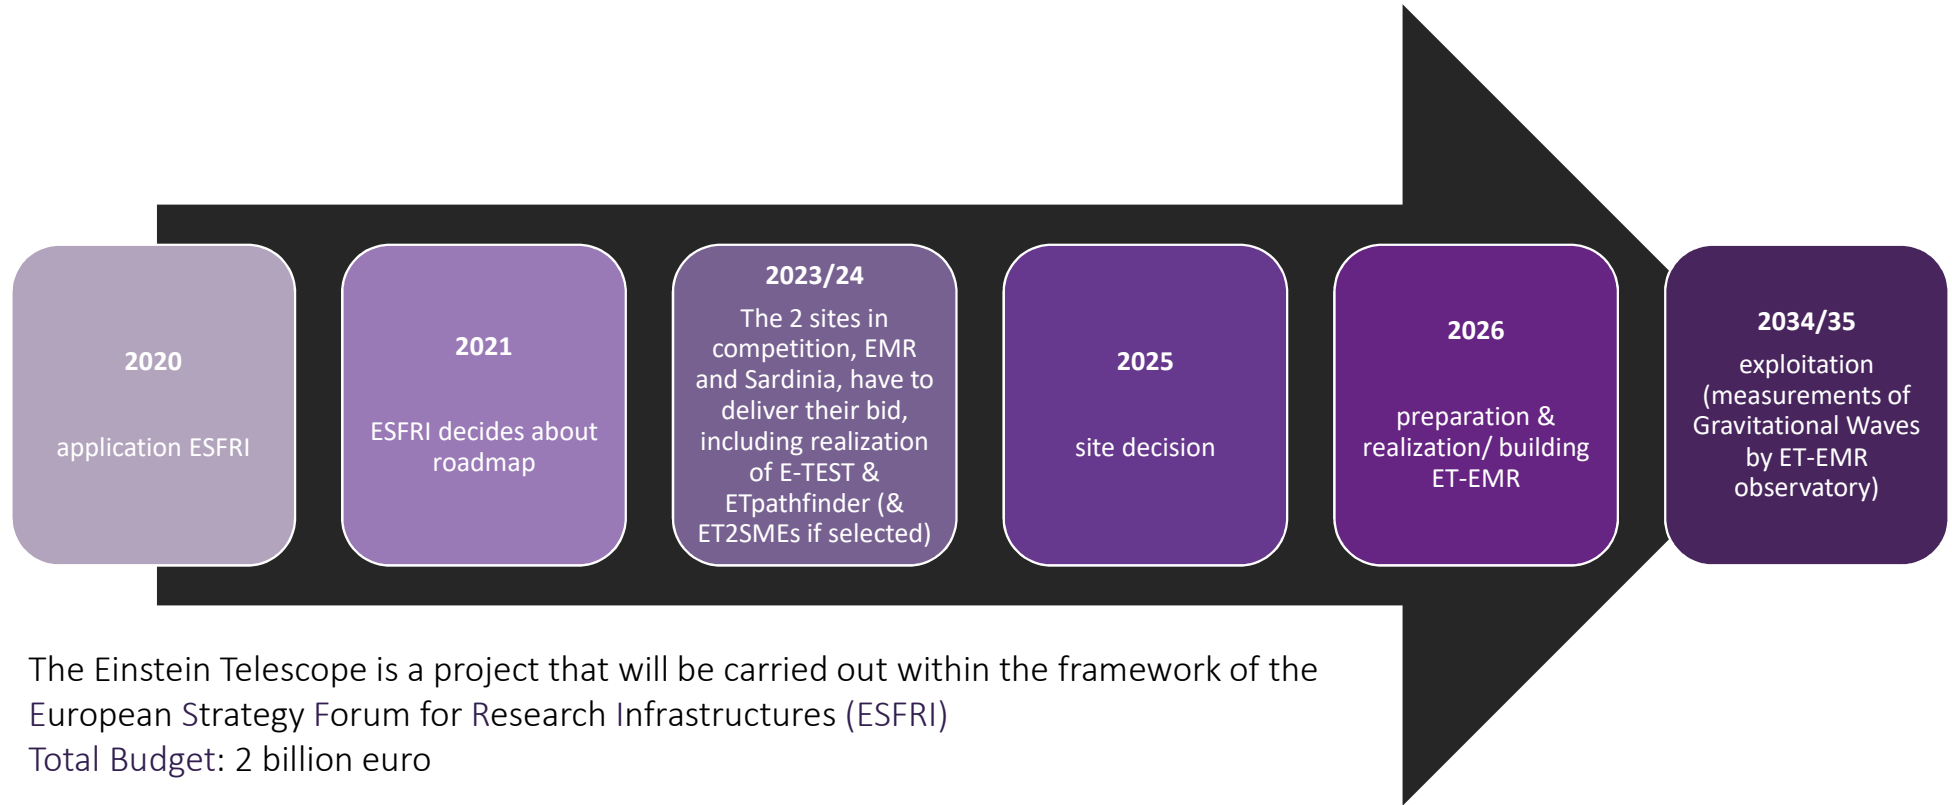 2020
application ESFRI
2021
ESFRI decides about
roadmap
2023/24
The 2 sites in
competition, EMR
and Sardinia, have to
deliver their bid,
including realization
of E-TEST &
ETpathfinder (&
ET2SMEs if selected)
2025
site decision
2026
preparation &
realization/ building
ET-EMR
2034/35
exploitation
(measurements of
Gravitational Waves
by ET-EMR
observatory)
The Einstein Telescope is a project that will be carried out within the framework of the
European Strategy Forum for Research Infrastructures (ESFRI)
Total Budget: 2 billion euro